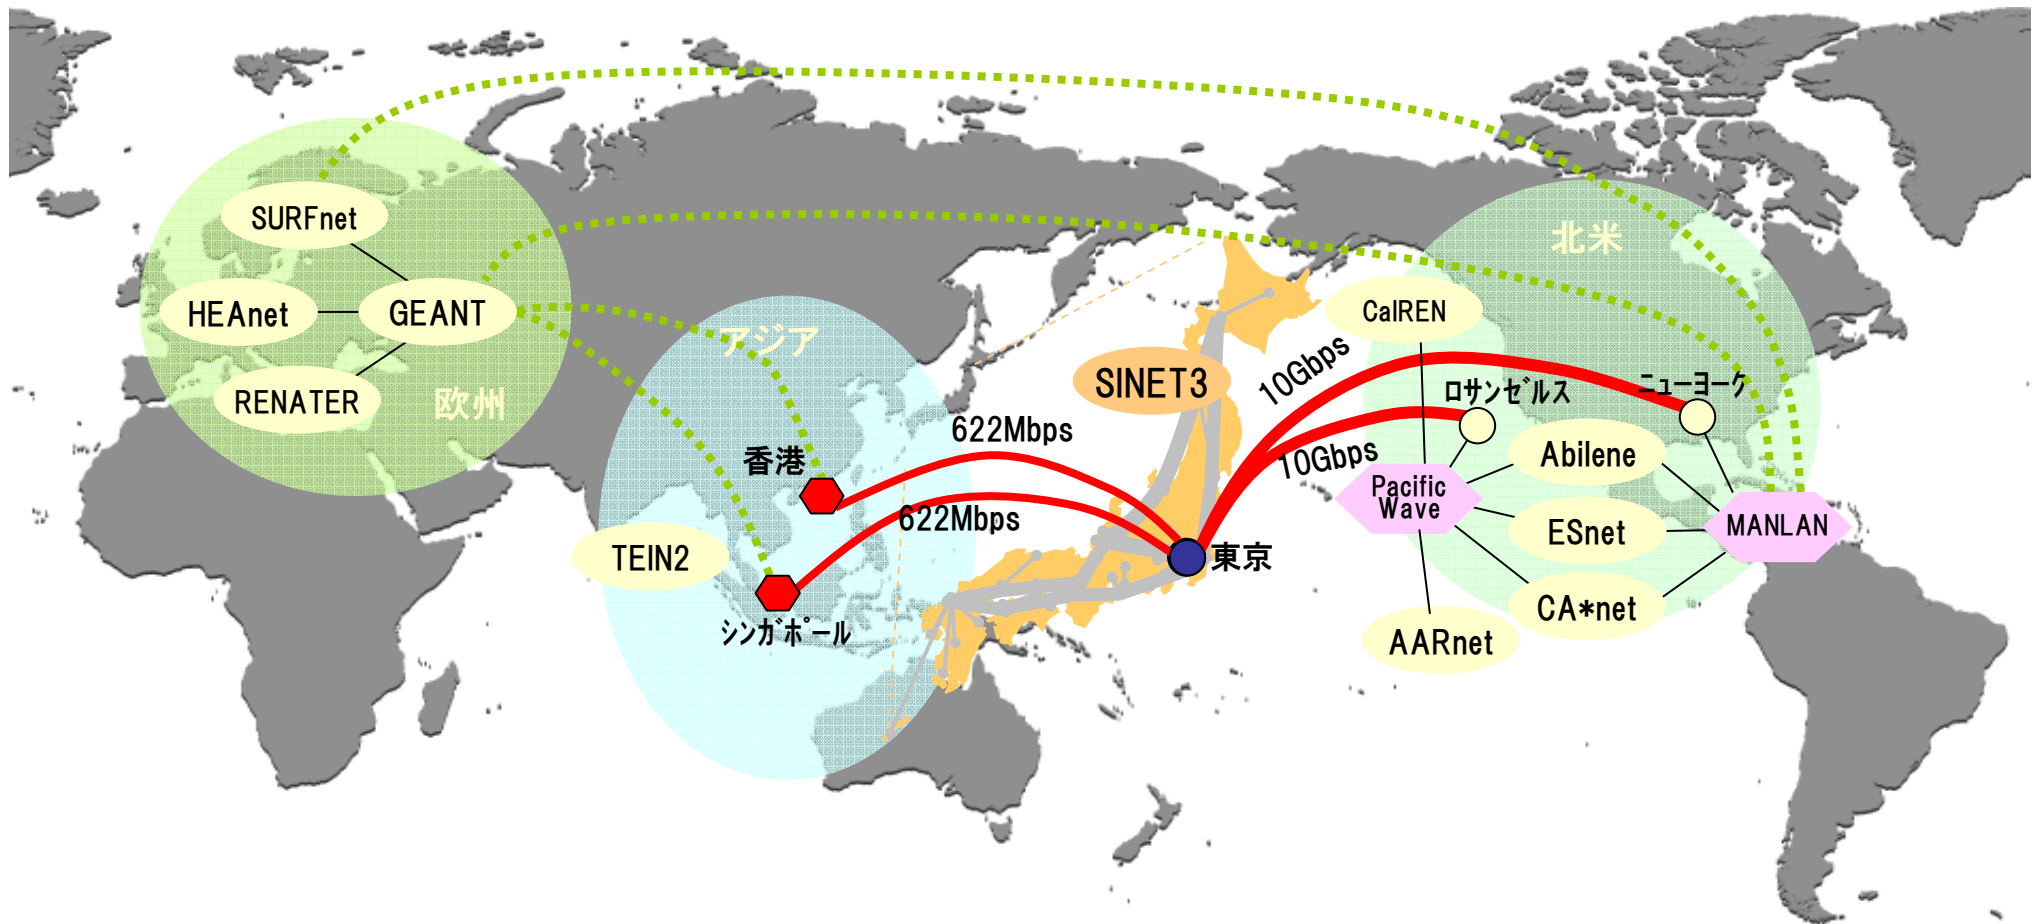 北米
SURFnet
HEAnet
GEANT
RENATER
欧州
アジア
SINET3
CalREN
10Gbps
ロサンゼルス
ニューヨーク
10Gbps
622Mbps
香港
622Mbps
Abilene
Pacific
Wave
ESnet
MANLAN
TEIN2
東京
シンガポール
CA*net
AARnet